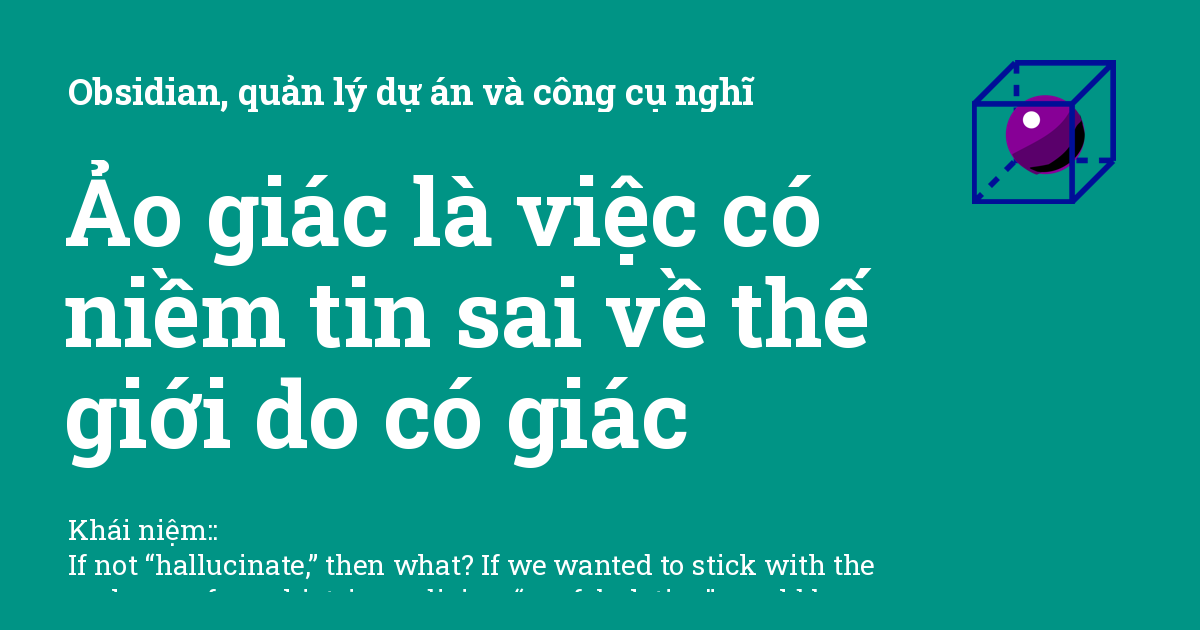 Obsidian, quản lý dự án và công cụ nghĩ
Ảo giác là việc có
niềm tin sai về thế
giới do có giác
Khái niệm::
If not “hallucinate,” then what? If we wanted to stick with the